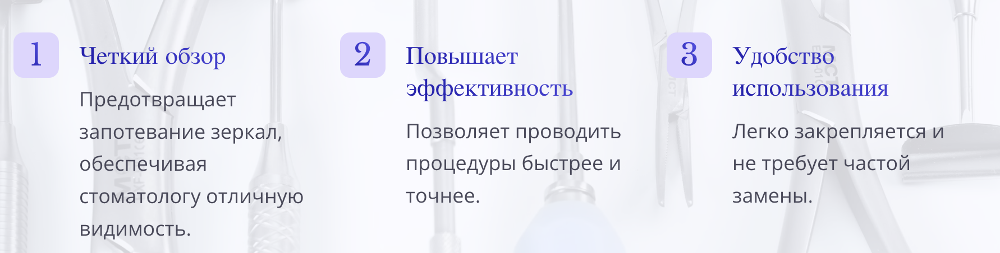 1
Четкий обзор
Предотвращает
запотевание зеркал,
обеспечивая
стоматологу отличную
видимость.
2
Повышает
эффективность
Позволяет проводить
процедуры быстрее и
точнее.
3
Удобство
использования
Легко закрепляется и
не требует частой
замены.